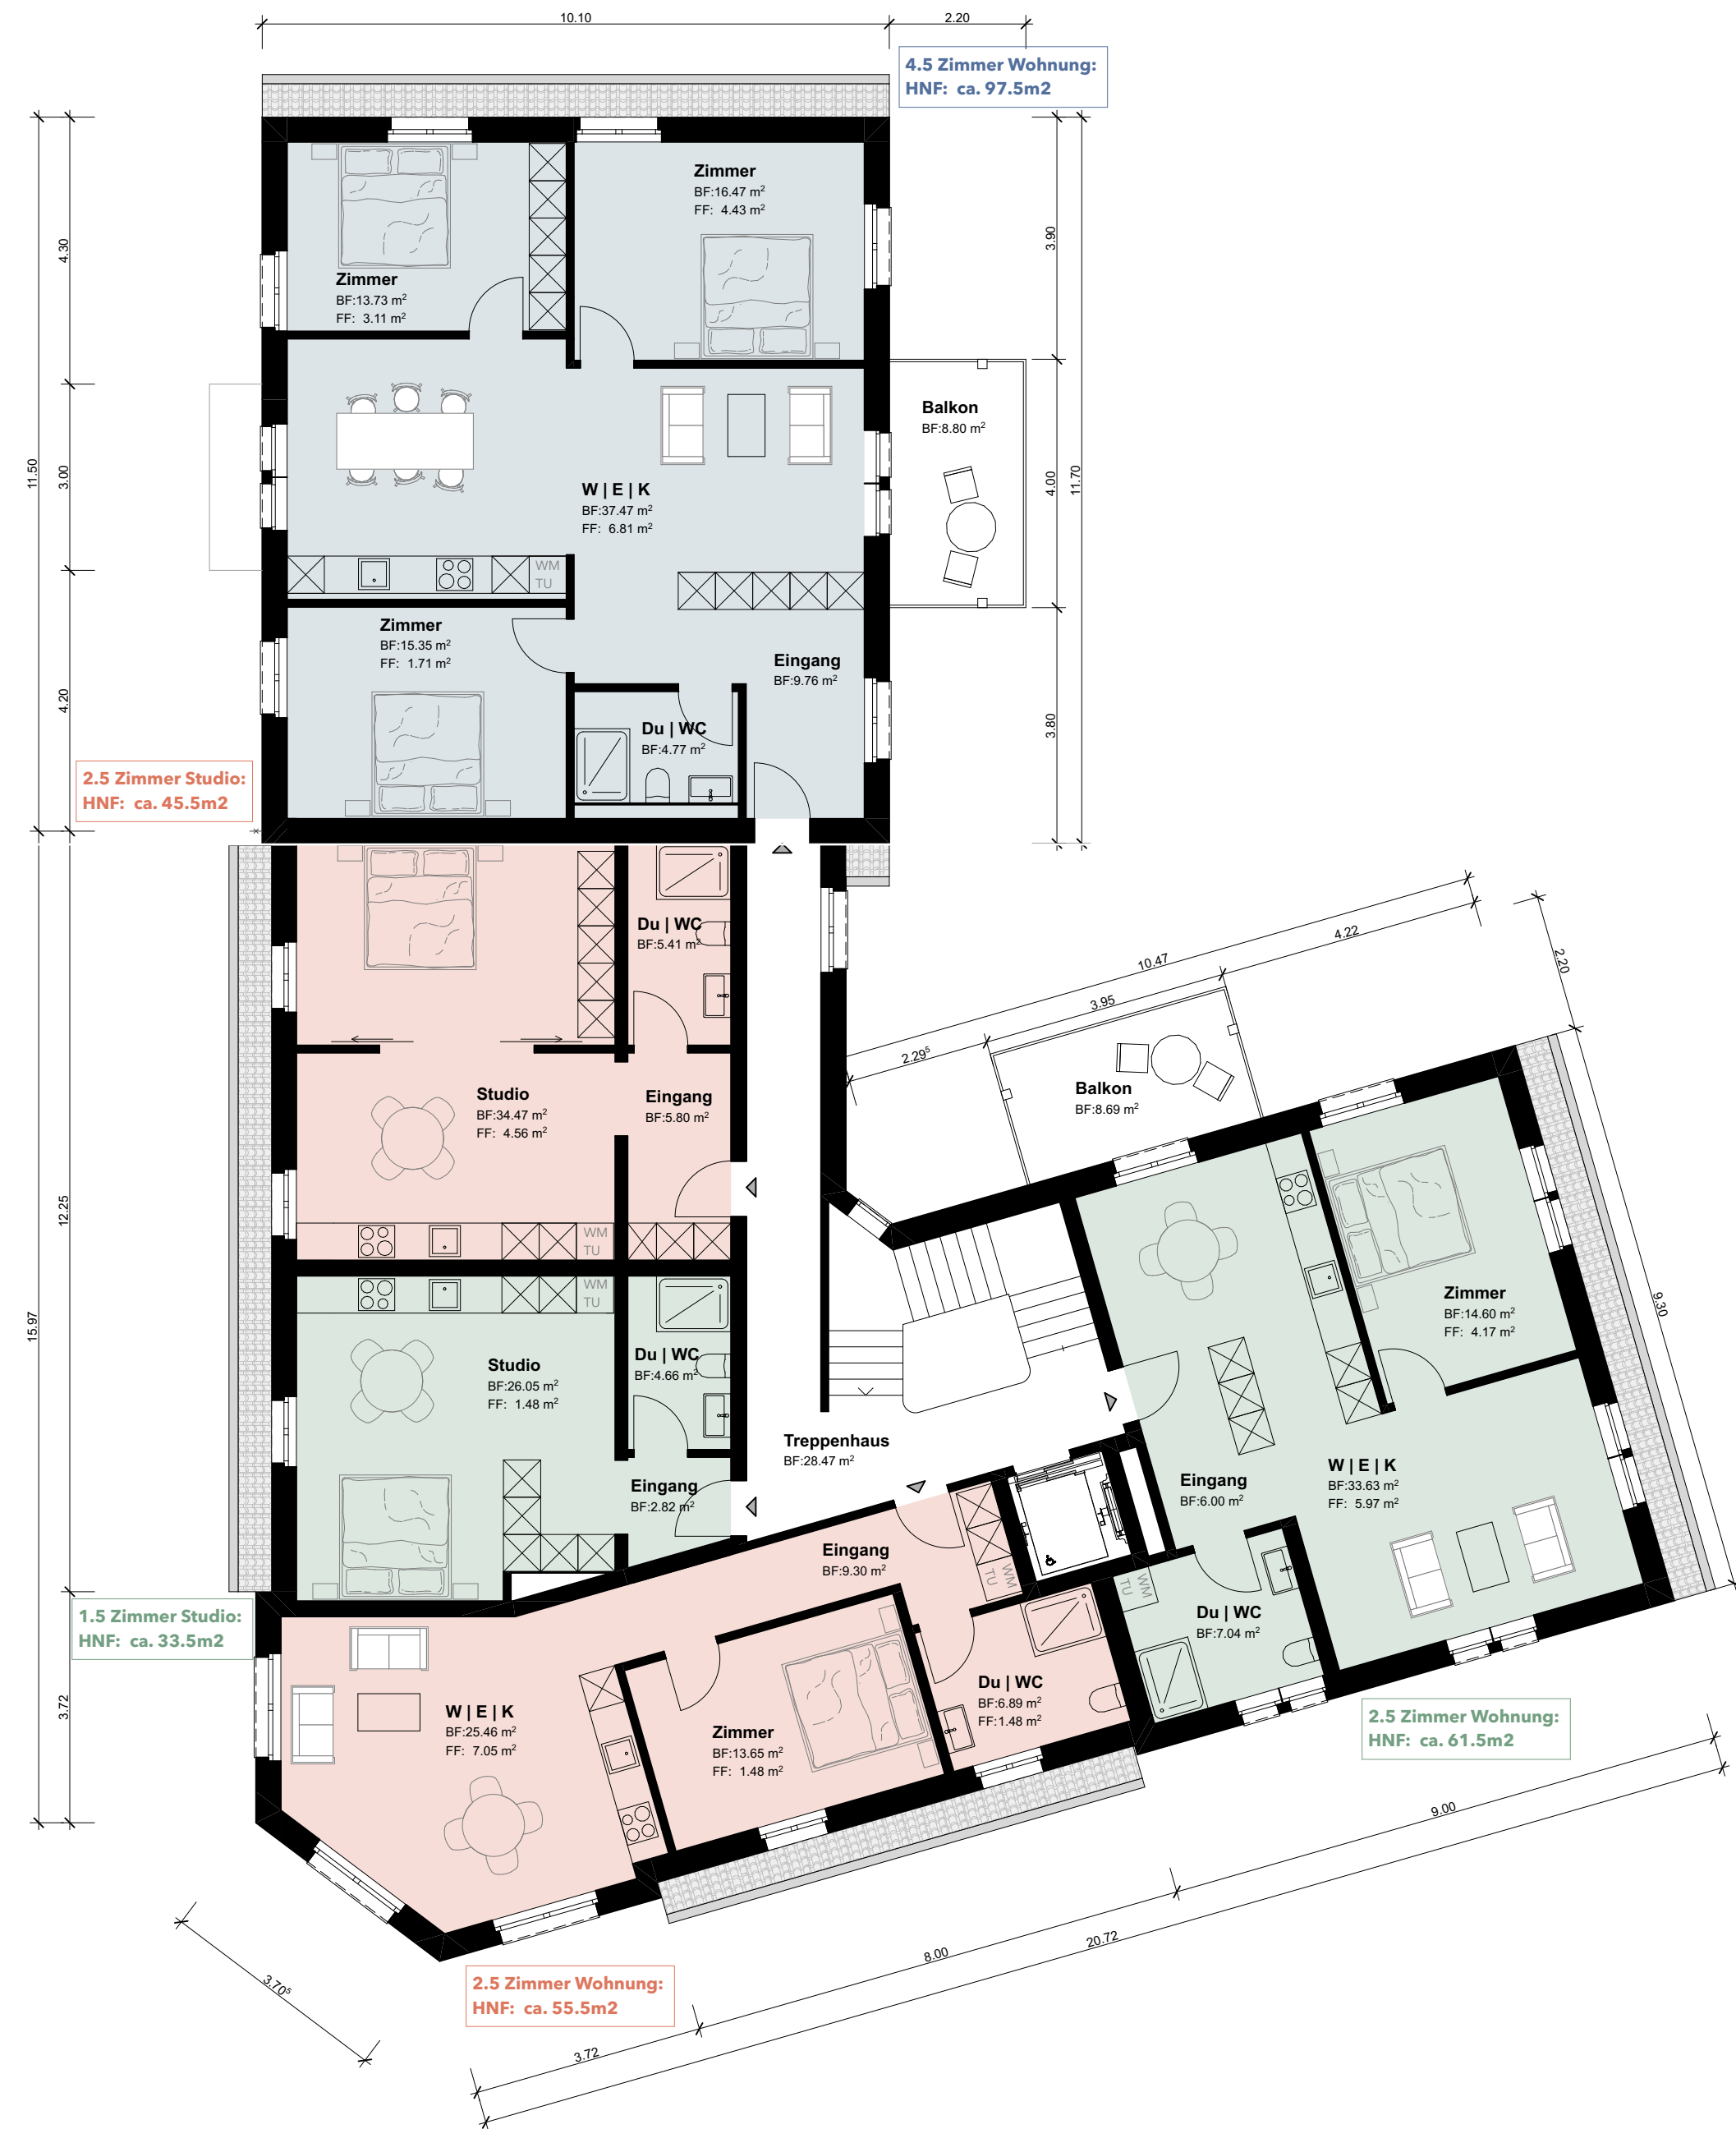 10.10
2.20
4.5 Zimmer Wohnung:
HNF: ca. 97.5m2
Zimmer
BF:16.47 m²
FF: 4.43 m²
Zimmer
BF:13.73 m²
FF: 3.11 m²
4.30
3.90
11.50
3.00
4.00
11.70
Balkon
BF:8.80 m²
W | E | K
BF:37.47 m²
FF: 6.81 m²
WM
TU
Zimmer
BF:15.35 m²
FF: 1.71 m²
Eingang
BF:9.76 m²
4.20
3.80
Du | WC
BF:4.77 m²
2.5 Zimmer Studio:
HNF: ca. 45.5m2
Du | WC
BF:5.41 m²
4.22
10.47
2.20
3.95
2.29⁵
Balkon
BF:8.69 m²
Studio
BF:34.47 m²
FF: 4.56 m²
Eingang
BF:5.80 m²
12.25
WM
TU
WM
TU
15.97
Zimmer
BF:14.60 m²
FF: 4.17 m²
9.30
Studio
BF:26.05 m²
FF: 1.48 m²
Du | WC
BF:4.66 m²
Treppenhaus
BF:28.47 m²
Eingang
BF:2.82 m²
Eingang
BF:6.00 m²
W | E | K
BF:33.63 m²
FF: 5.97 m²
Eingang
BF:9.30 m²
WM
TU
WM
TU
1.5 Zimmer Studio:
HNF: ca. 33.5m2
Du | WC
BF:7.04 m²
3.72
W | E | K
BF:25.46 m²
FF: 7.05 m²
Zimmer
BF:13.65 m²
FF: 1.48 m²
Du | WC
BF:6.89 m²
FF:1.48 m²
2.5 Zimmer Wohnung:
HNF: ca. 61.5m2
9.00
8.00
20.72
3.70⁵
2.5 Zimmer Wohnung:
HNF: ca. 55.5m2
3.72